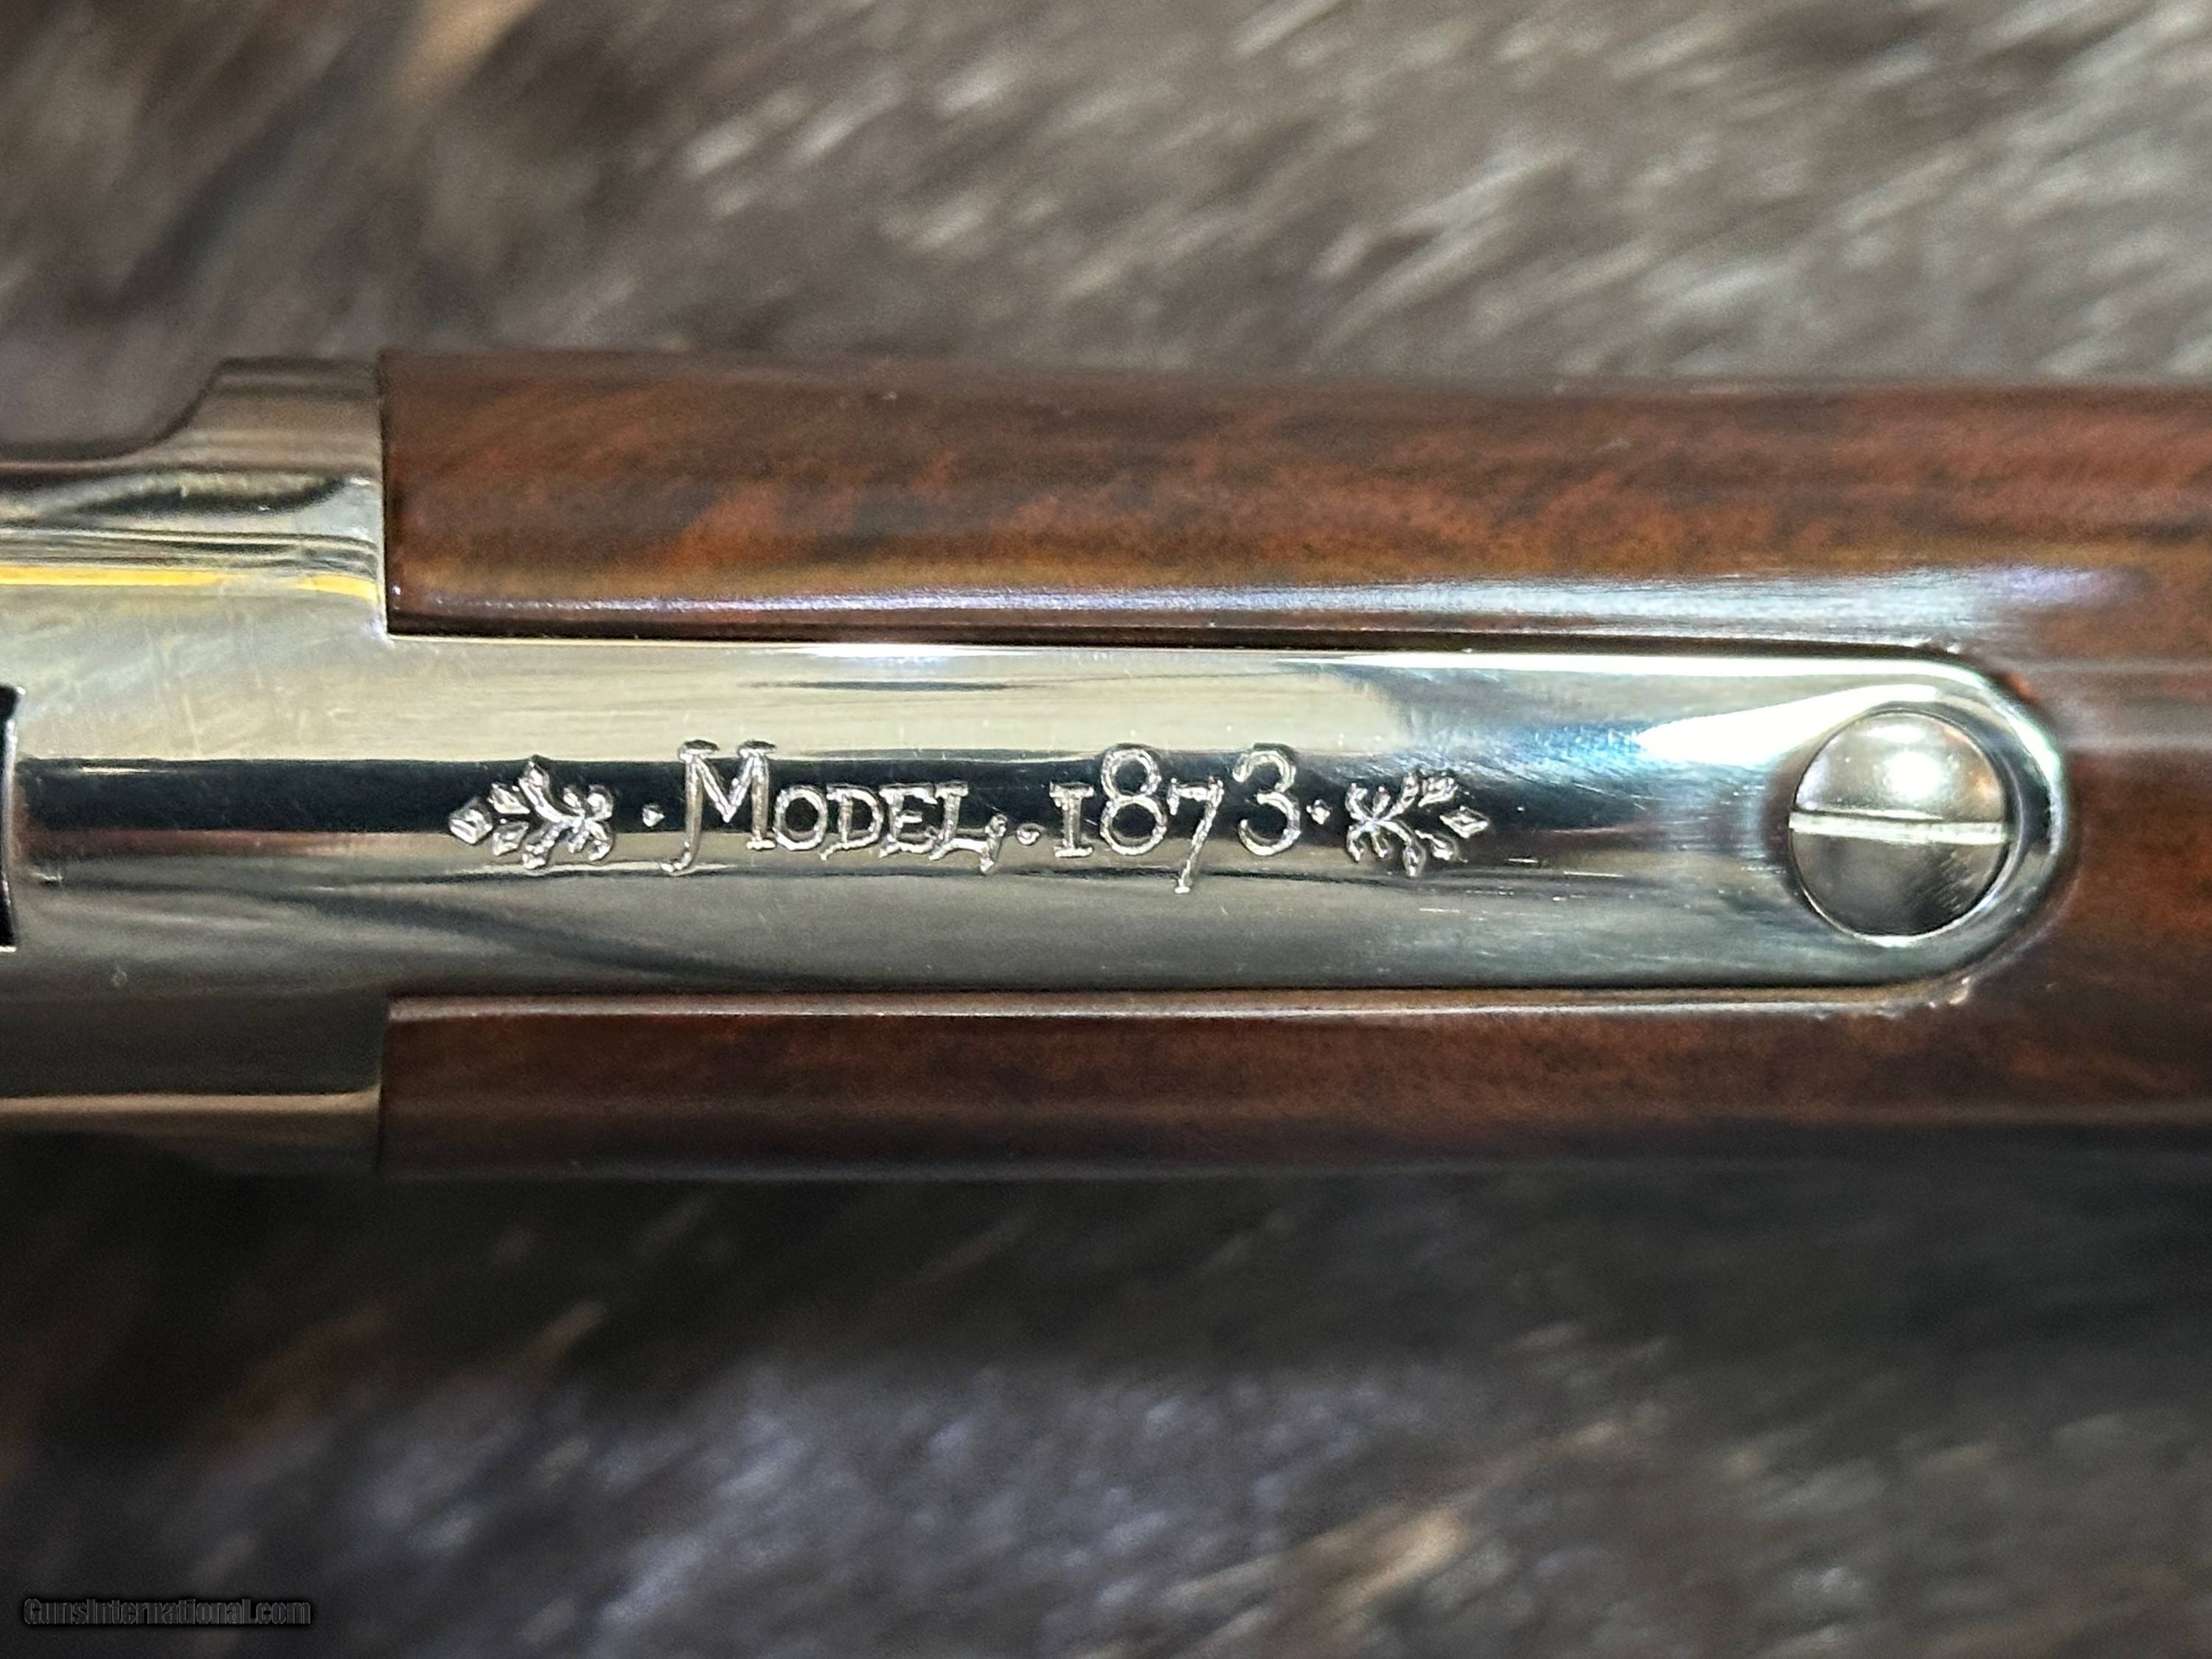 · MODEL · 1873 ·
GunsInternational.com